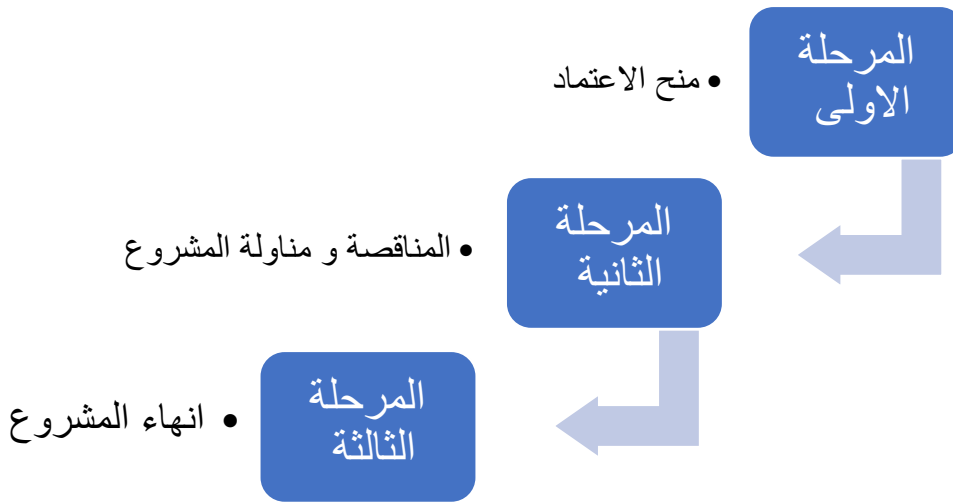 المرحلة
الاولى
• منح الاعتماد
المرحلة
الثانية
• المناقصة و مناولة المشروع
المرحلة
الثالثة
• انهاء المشروع